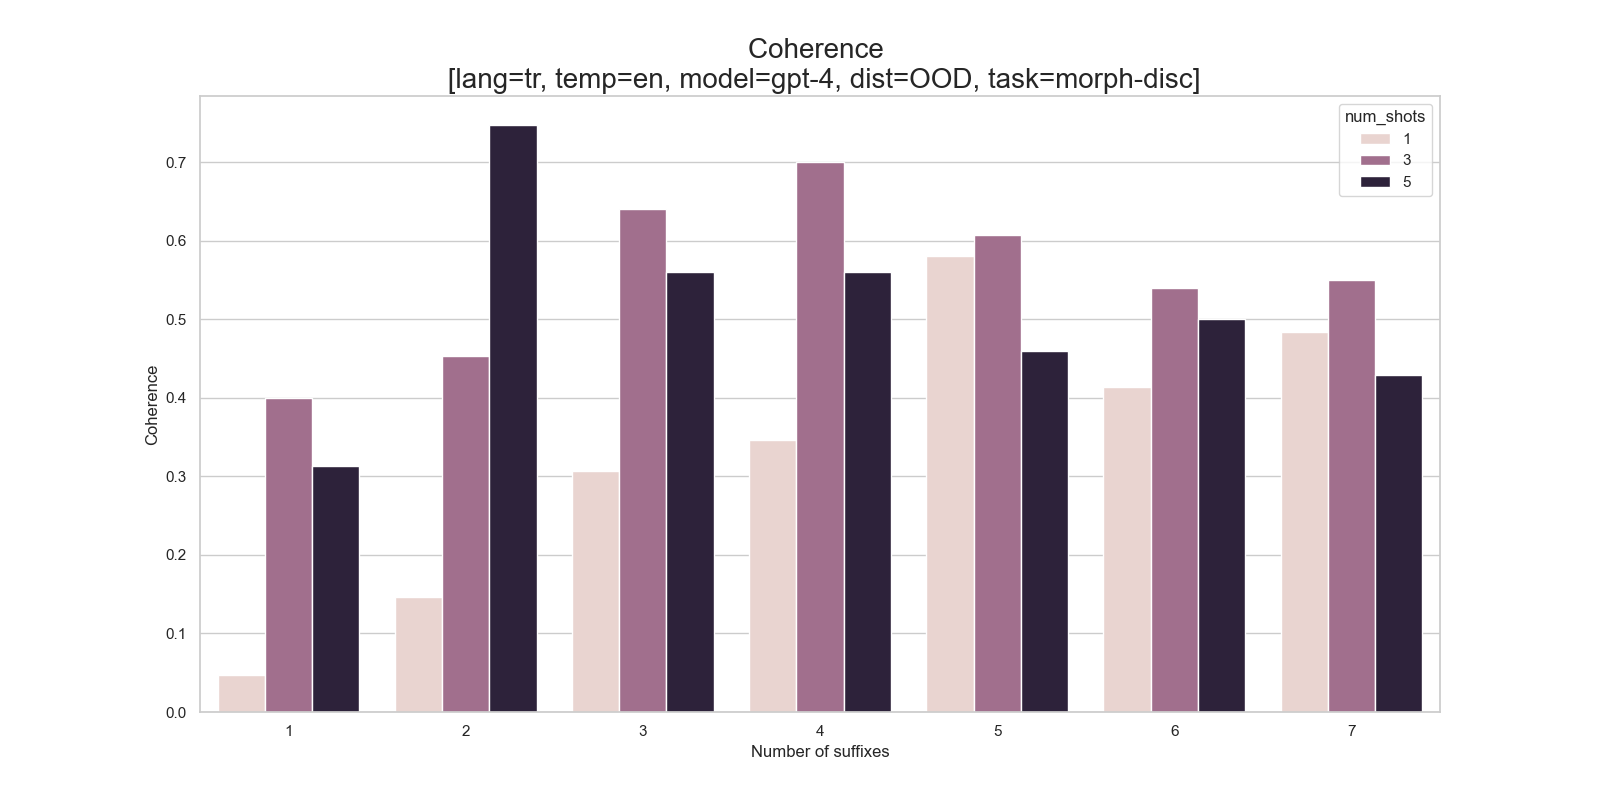 Coherence
[lang=tr, temp=en, model=gpt-4, dist=OOD, task=morph-disc]
num_shots
1
3
5
Coherence
0.7
0.6
0.5
0.4
0.3
0.2
0.1
0.0
1 2 3 4 5 6 7
Number of suffixes